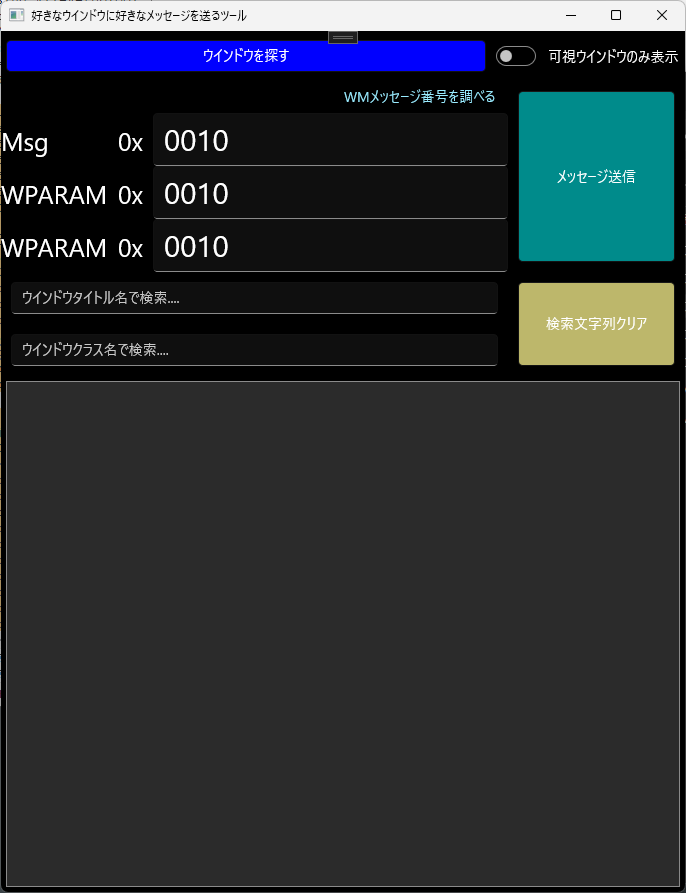 好きなウインドウに好きなメッセージを送るツール
ウインドウを探す
可視ウインドウのみ表示
WMメッセージ番号を調べる
Msg 0x 0010
WPARAM 0x 0010
WPARAM 0x 0010
メッセージ送信
ウインドウタイトル名で検索....
ウインドウクラス名で検索....
検索文字列クリア